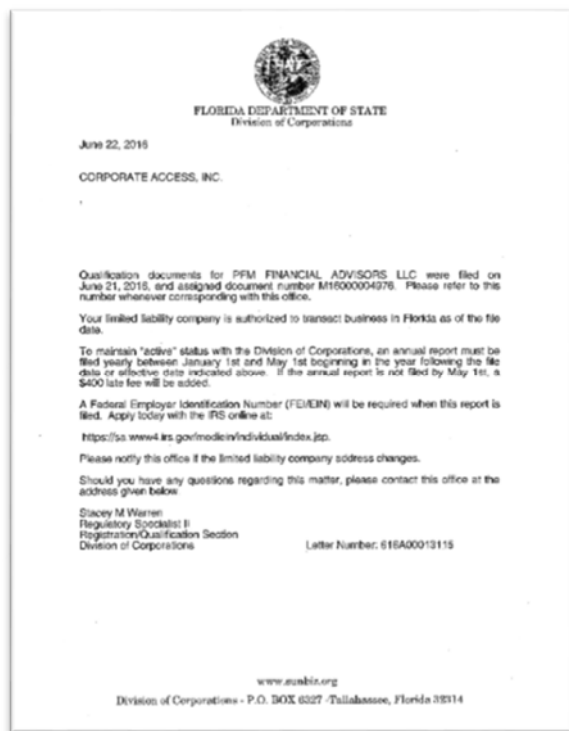 FLORIDA DEPARTMENT OF STATE
Division of Corporations
June 22, 2016
CORPORATE ACCESS, INC.
Qualification documents for PFM FINANCIAL ADVISORS LLC were filed on
June 21, 2016, and assigned document number M16000004976. Please refer to this
number whenever corresponding with this office.
Your limited liability company is authorized to transact business in Florida as of the file
date.
To maintain "active" status with the Division of Corporations, an annual report must be
filed yearly between January 1st and May 1st beginning in the year following the file
date or effective date indicated above. If the annual report is not filed by May 1st, a
$400 late fee will be added.
A Federal Employer Identification Number (FEI/EIN) will be required when this report is
filed. Apply today with the IRS online at:
https://sa.www4.irs.gov/modiein/individual/index.jsp.
Please notify this office if the limited liability company address changes.
Should you have any questions regarding this matter, please contact this office at the
address given below.
Stacey M Warren
Regulatory Specialist II
Registration/Qualification Section
Division of Corporations Letter Number: 616A00013115
www.sunbiz.org
Division of Corporations - P.O. BOX 6327 -Tallahassee, Florida 32314